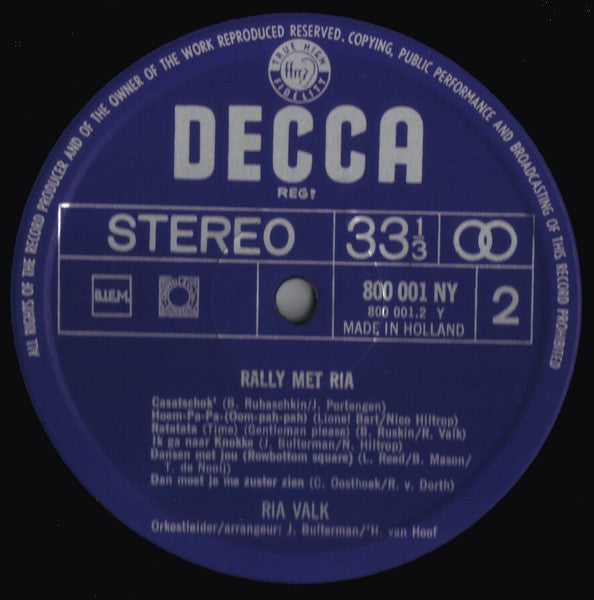 ALL RIGHTS OF THE RECORD PRODUCER AND OF THE OWNER OF THE WORK REPRODUCED RESERVED. COPYING, PUBLIC PERFORMANCE AND BROADCASTING OF THIS RECORD PROHIBITED
TRUE HIGH
ffrr
FIDELITY
DECCA
REGD
STEREO
33⅓
B.I.E.M.
800 001 NY
800 001.2 Y
MADE IN HOLLAND
2
RALLY MET RIA
Casatschok' (B. Rubaschkin/J. Portengen)
Hoem-Pa-Pa-(Oom-pah-pah) (Lionel Bart/Nico Hiltrop)
Ratatata (Time) (Gentlemen please) (B. Ruskin/R. Valk)
Ik ga naar Knokke (J. Bulterman/N. Hiltrop)
Dansen met jou (Rowbottom square) (L. Reed/B. Mason/
T. de Nooij)
Dan moet je me zuster zien (C. Oosthoek/R. v. Dorth)
RIA VALK
Orkestleider/arrangeur: J. Bulterman/'H. van Hoof